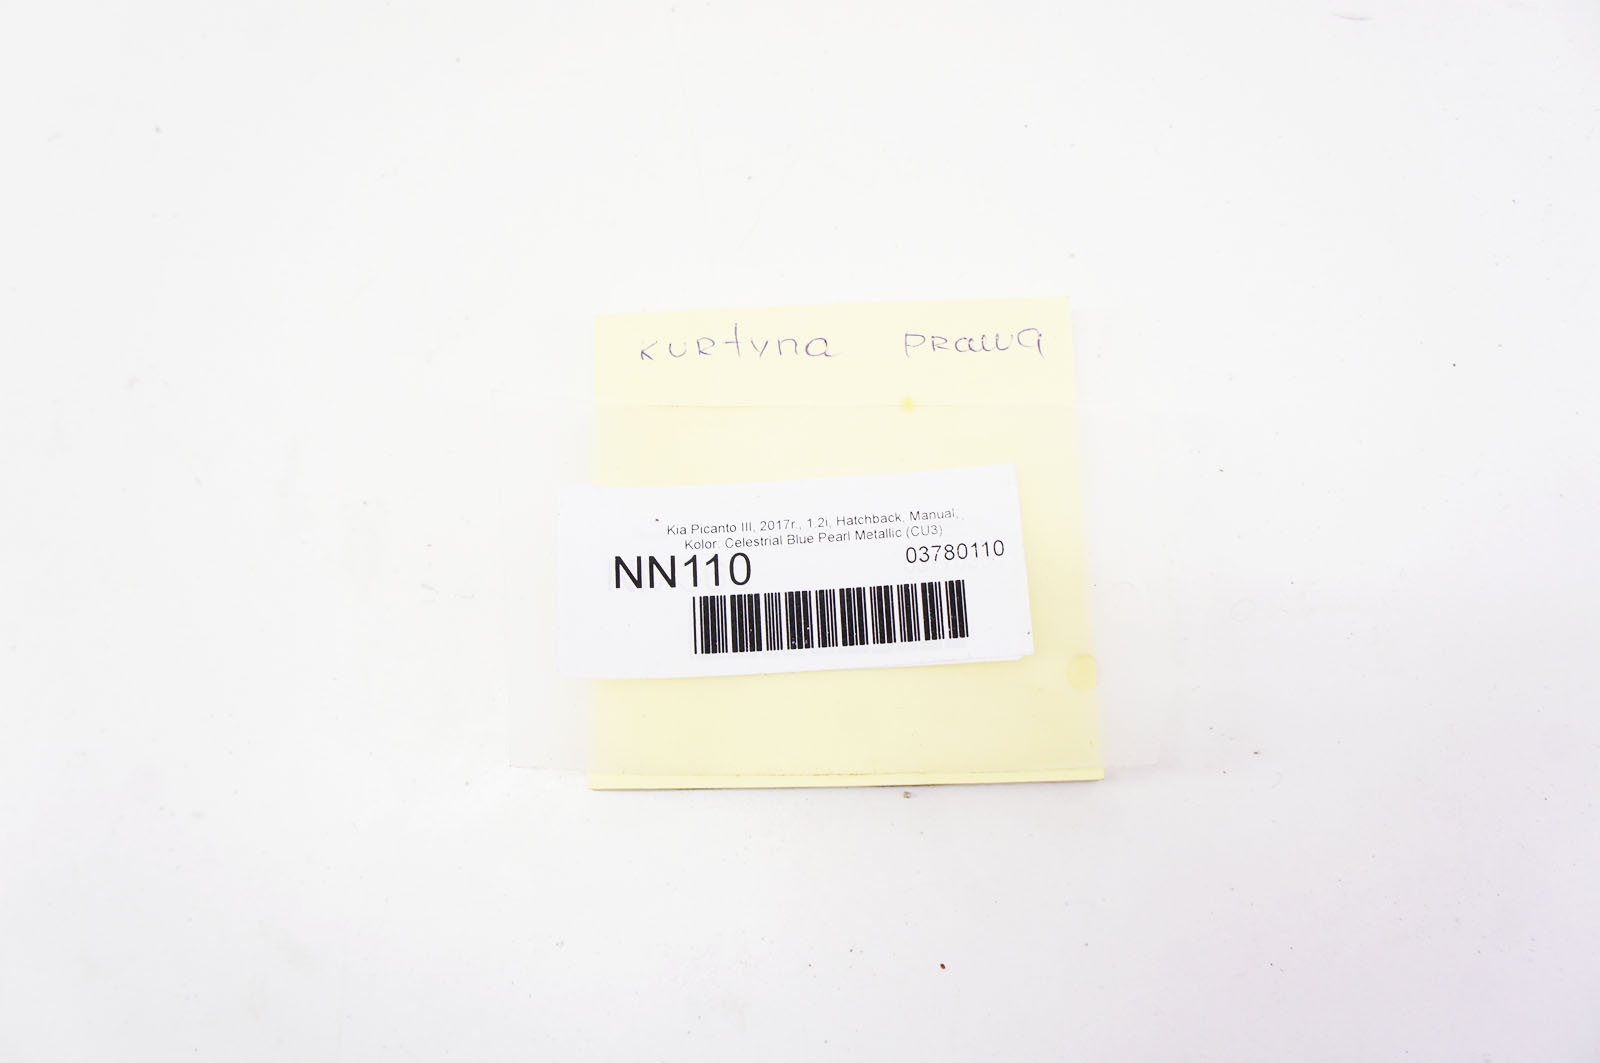 KURtyna PRawa
Kia Picanto III, 2017r., 1.2i, Hatchback, Manual,
Kolor: Celestrial Blue Pearl Metallic (CU3)
NN110 03780110